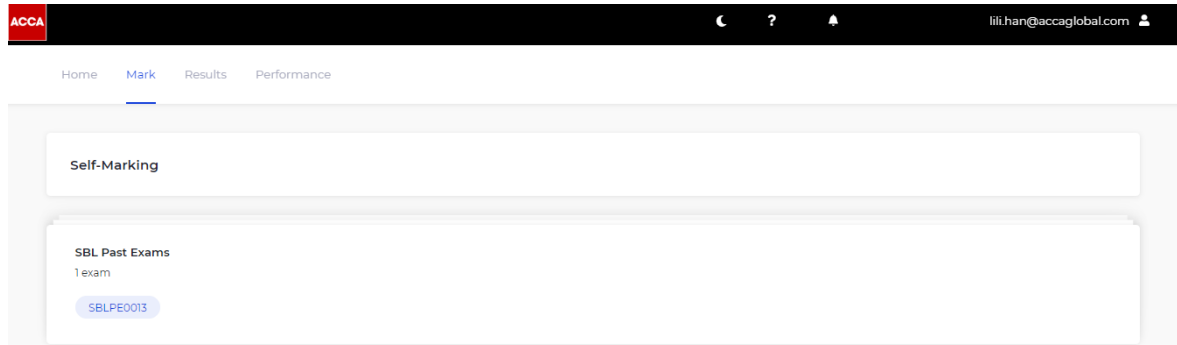 ACCA ? lili.han@accaglobal.com
Home Mark Results Performance
Self-Marking
SBL Past Exams
1 exam
SBLPE0013